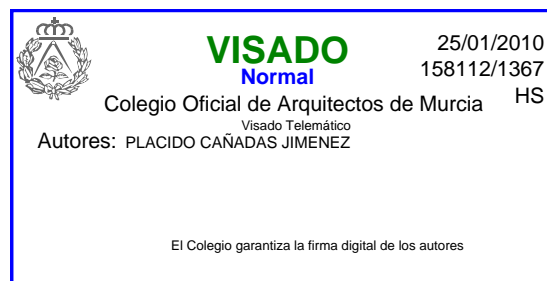 VISADO
Normal
25/01/2010
158112/1367
HS
Colegio Oficial de Arquitectos de Murcia
Visado Telemático
Autores: PLACIDO CAÑADAS JIMENEZ
El Colegio garantiza la firma digital de los autores